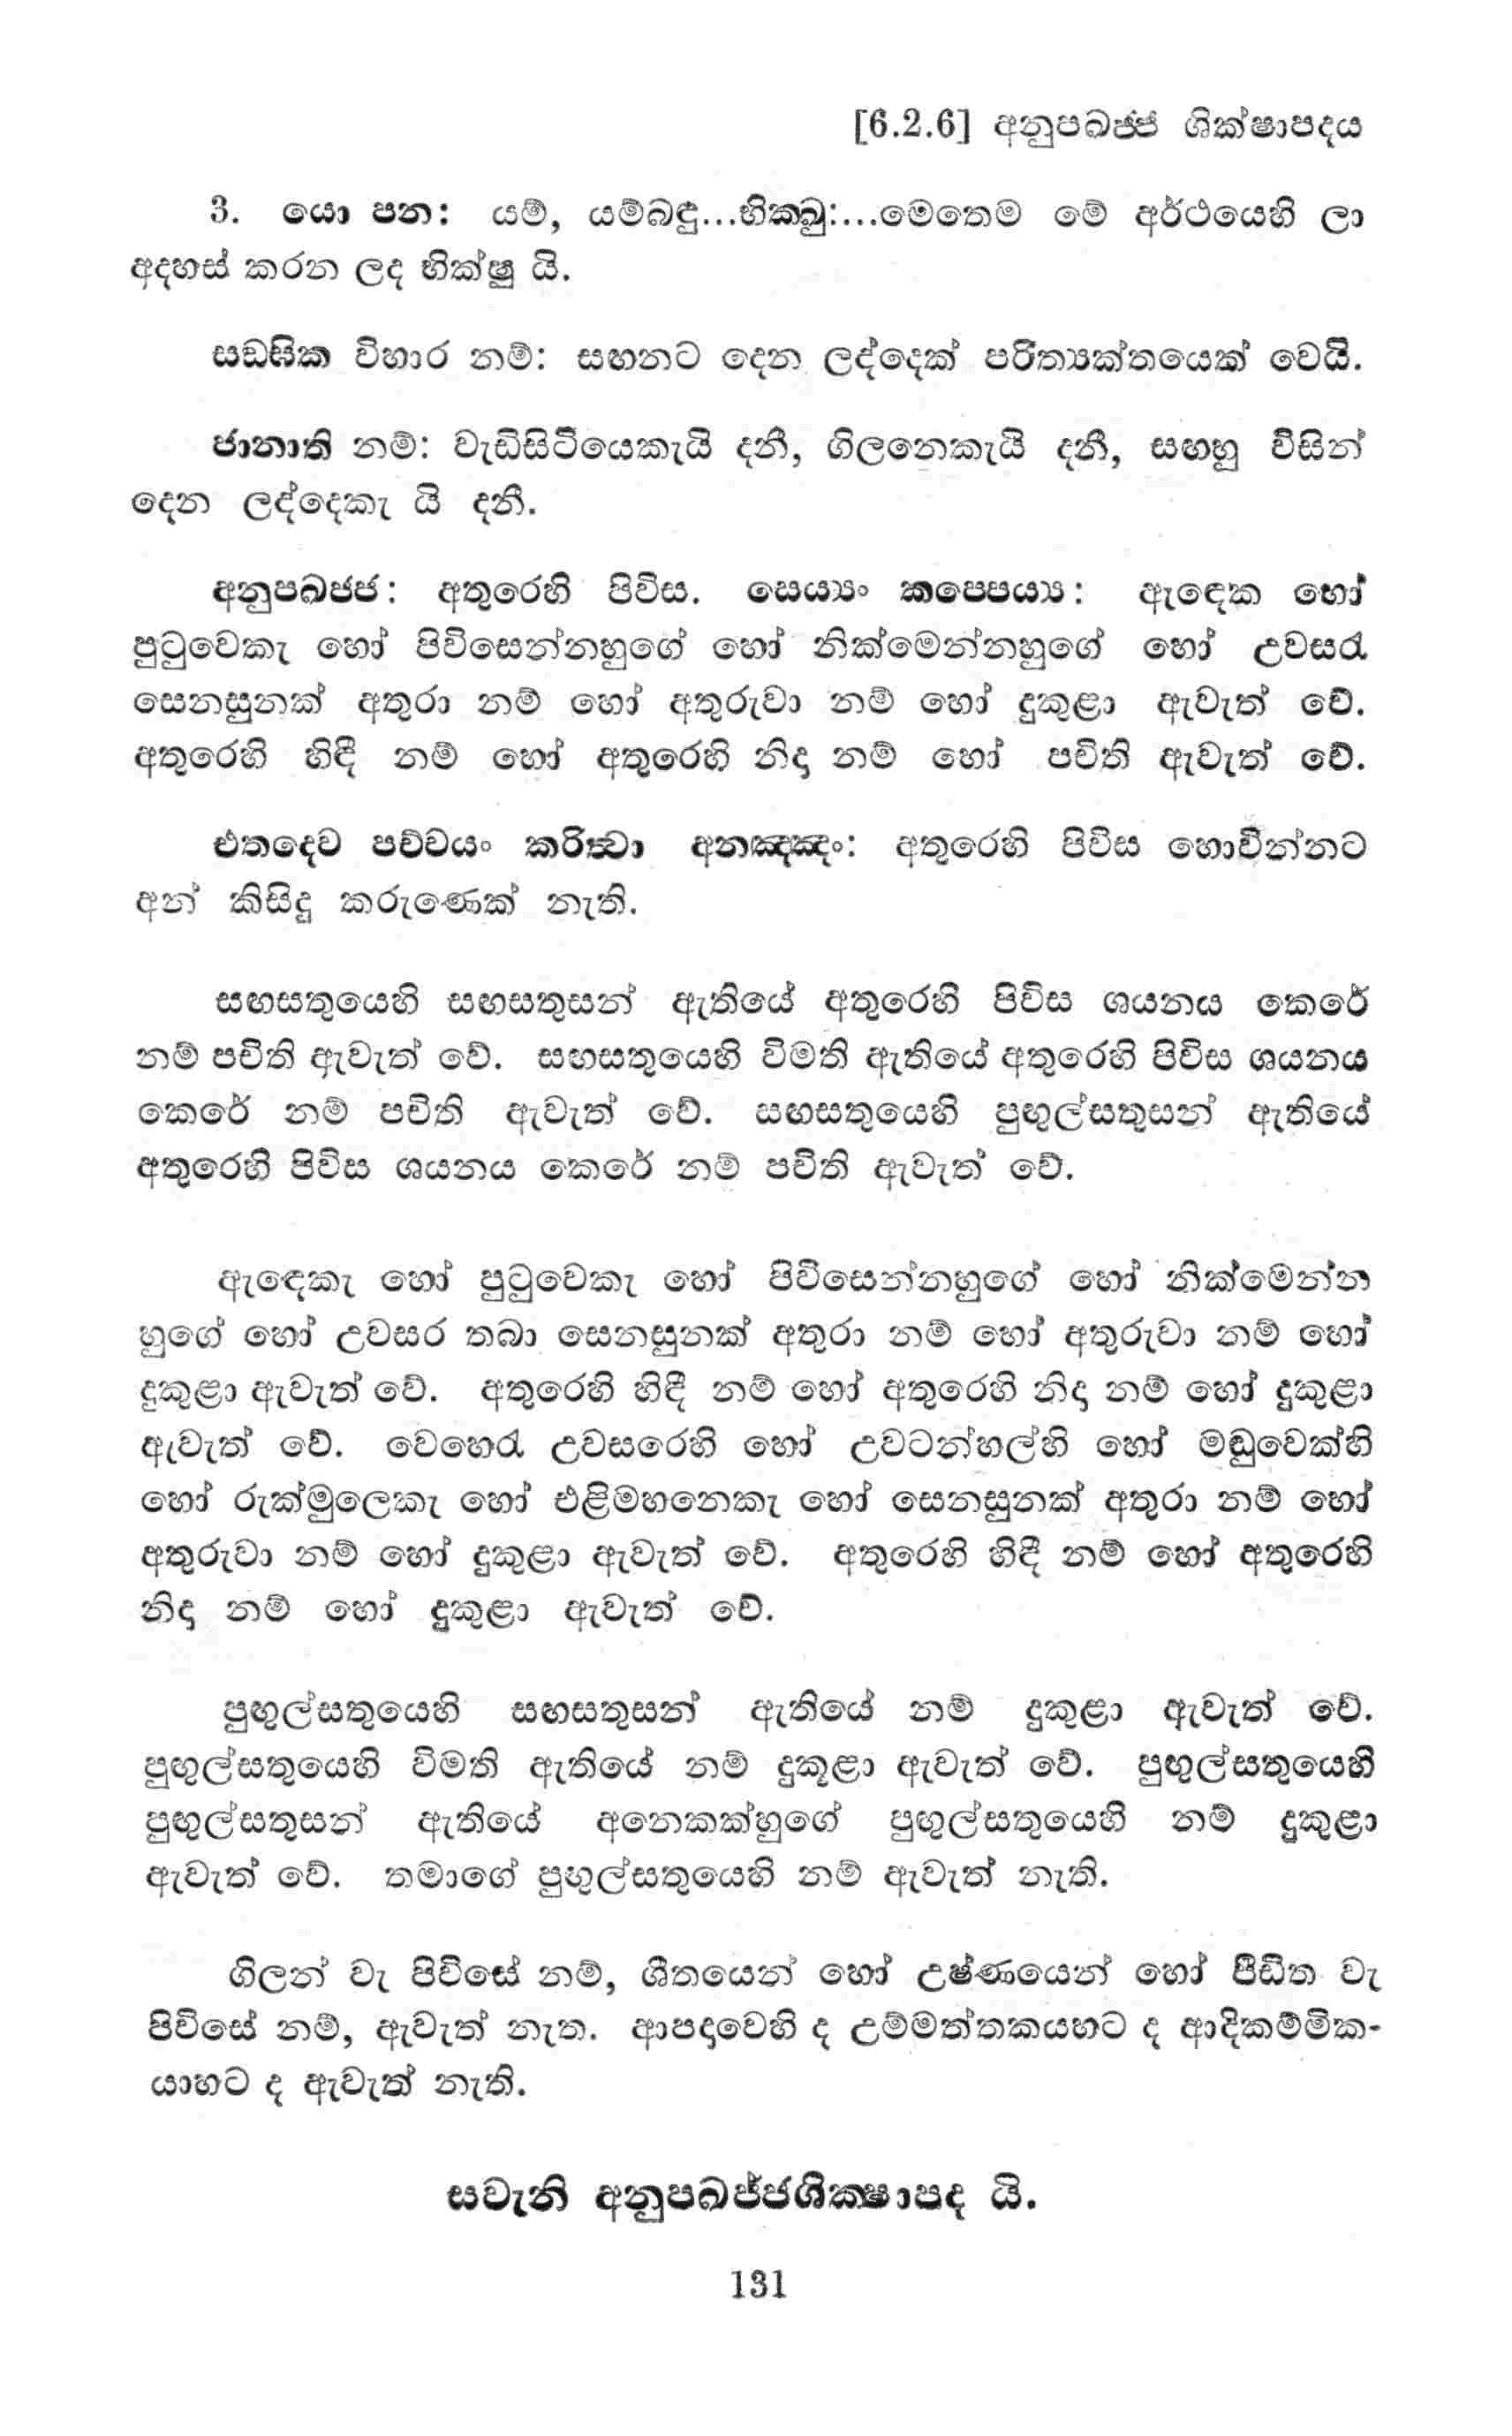 [6.2.6] අනුපඛජ්ජ ශික්ෂාපදය
3. යො පන: යම්, යම්බඳු...භික්ඛු:...මෙතෙම මේ අර්ථයෙහි ලා
අදහස් කරන ලද භික්ෂු යි.
සඞ්ඝික විහාර නම්: සඟනට දෙන ලද්දෙක් පරිත්‍යක්තයෙක් වෙයි.
ජානාති නම්: වැඩිසිටියෙකැයි දනී, ගිලනෙකැයි දනී, සඟහු විසින්
දෙන ලද්දෙකැ යි දනී.
අනුපඛජ්ජ: අතුරෙහි පිවිස. සෙය්‍යං කප්පෙය්‍ය: ඇඳෙක හෝ
පුටුවෙකැ හෝ පිවිසෙන්නහුගේ හෝ නික්මෙන්නහුගේ හෝ උවසරැ
සෙනසුනක් අතුරා නම් හෝ අතුරුවා නම් හෝ දුකුළා ඇවැත් වේ.
අතුරෙහි හිඳී නම් හෝ අතුරෙහි නිදා නම් හෝ පචිති ඇවැත් වේ.
එතදෙව පච්චයං කරිත්‍වා අනඤ්ඤං: අතුරෙහි පිවිස හොවින්නට
අන් කිසිදු කරුණෙක් නැති.
සඟසතුයෙහි සඟසතුසන් ඇතියේ අතුරෙහි පිවිස ශයනය කෙරේ
නම් පචිති ඇවැත් වේ. සඟසතුයෙහි විමති ඇතියේ අතුරෙහි පිවිස ශයනය
කෙරේ නම් පචිති ඇවැත් වේ. සඟසතුයෙහි පුඟුල්සතුසන් ඇතියේ
අතුරෙහි පිවිස ශයනය කෙරේ නම් පචිති ඇවැත් වේ.
ඇඳෙකැ හෝ පුටුවෙකැ හෝ පිවිසෙන්නහුගේ හෝ නික්මෙන්න
හුගේ හෝ උවසර තබා සෙනසුනක් අතුරා නම් හෝ අතුරුවා නම් හෝ
දුකුළා ඇවැත් වේ. අතුරෙහි හිඳී නම් හෝ අතුරෙහි නිදා නම් හෝ දුකුළා
ඇවැත් වේ. වෙහෙරැ උවසරෙහි හෝ උවටන්හල්හි හෝ මඬුවෙක්හි
හෝ රුක්මුලෙකැ හෝ එළිමහනෙකැ හෝ සෙනසුනක් අතුරා නම් හෝ
අතුරුවා නම් හෝ දුකුළා ඇවැත් වේ. අතුරෙහි හිඳී නම් හෝ අතුරෙහි
නිදා නම් හෝ දුකුළා ඇවැත් වේ.
පුඟුල්සතුයෙහි සඟසතුසන් ඇතියේ නම් දුකුළා ඇවැත් වේ.
පුඟුල්සතුයෙහි විමති ඇතියේ නම් දුකුළා ඇවැත් වේ. පුඟුල්සතුයෙහි
පුඟුල්සතුසන් ඇතියේ අනෙකක්හුගේ පුඟුල්සතුයෙහි නම් දුකුළා
ඇවැත් වේ. තමාගේ පුඟුල්සතුයෙහි නම් ඇවැත් නැති.
ගිලන් වැ පිවිසේ නම්, ශීතයෙන් හෝ උෂ්ණයෙන් හෝ පීඩිත වැ
පිවිසේ නම්, ඇවැත් නැත. ආපදාවෙහි ද උම්මත්තකයහට ද ආදිකම්මික-
යාහට ද ඇවැත් නැති.
සවැනි අනුපඛජ්ජශික්‍ෂාපද යි.
131